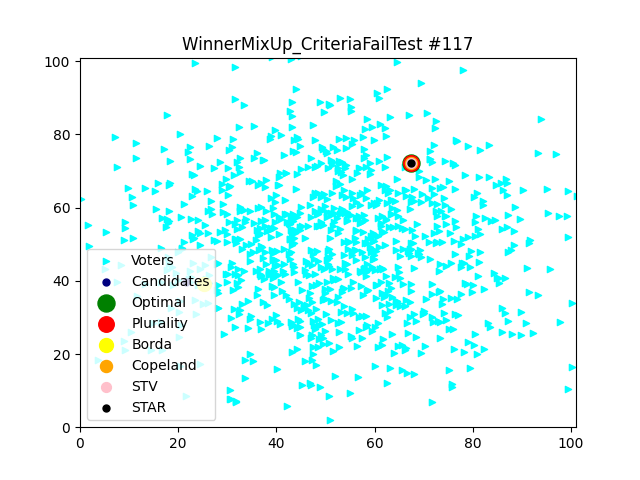 WinnerMixUp_CriteriaFailTest #117
100
80
60
40
20
0
0
20
40
60
80
100
Voters
Candidates
Optimal
Plurality
Borda
Copeland
STV
STAR